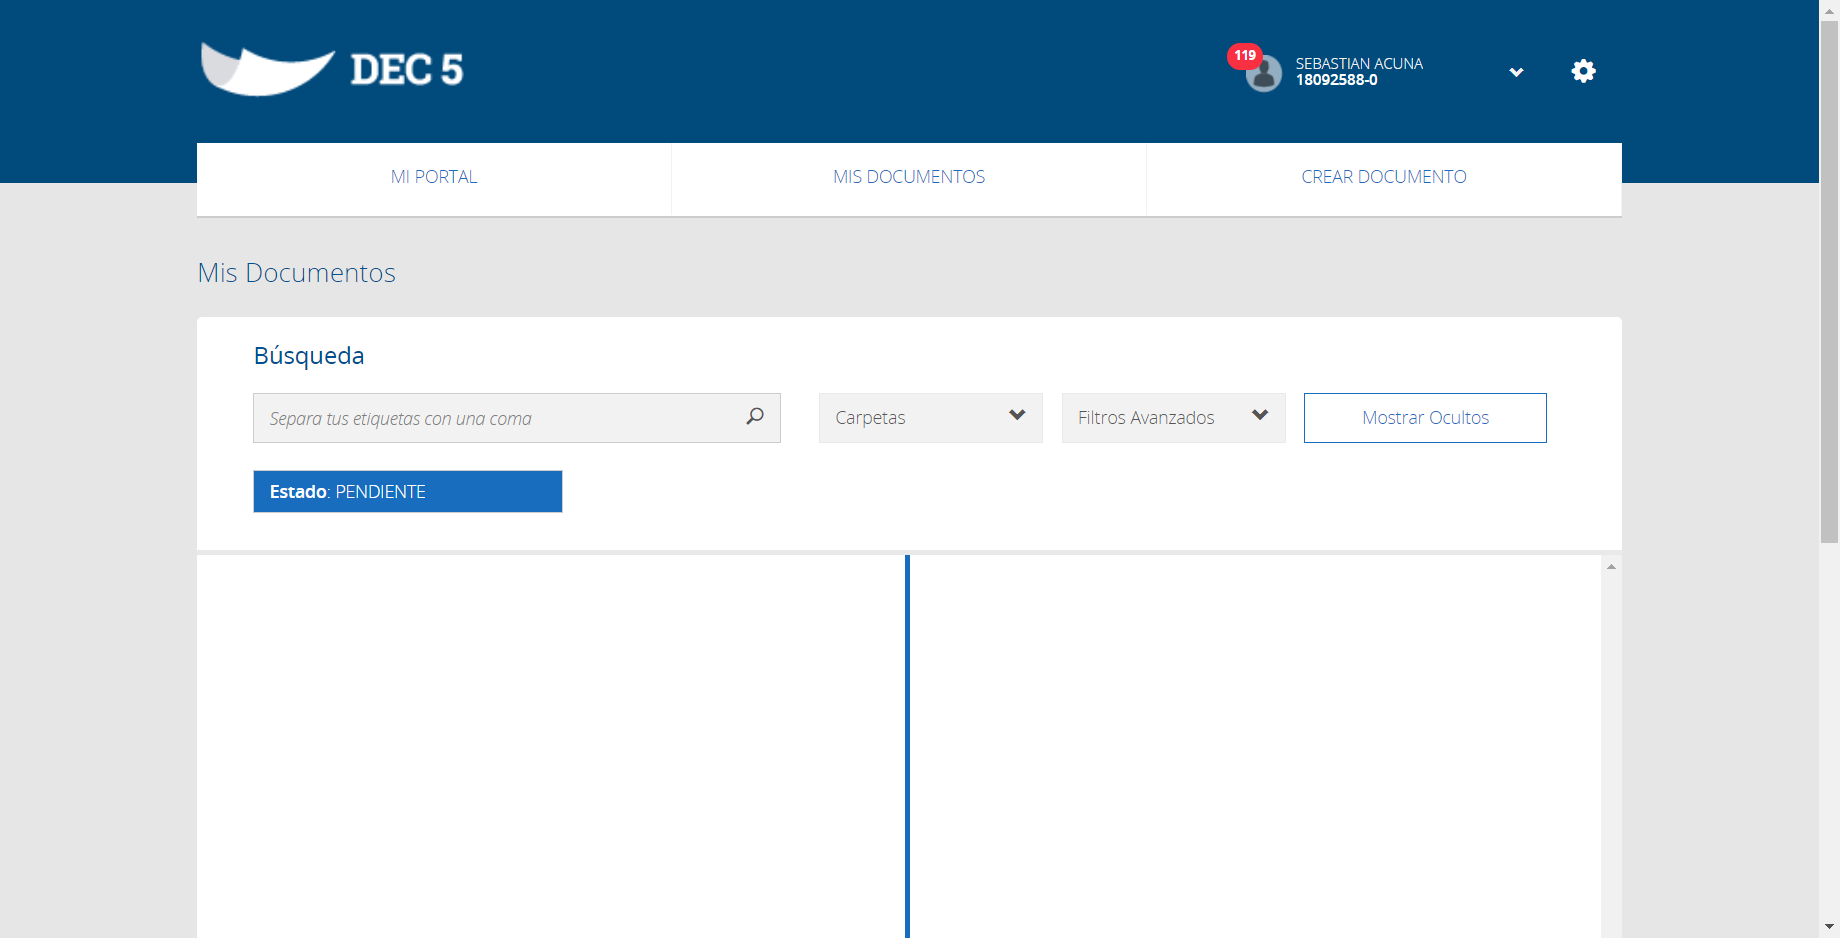 DEC 5
119
SEBASTIAN ACUNA
18092588-0
MI PORTAL
MIS DOCUMENTOS
CREAR DOCUMENTO
Mis Documentos
Búsqueda
Separa tus etiquetas con una coma
Carpetas
Filtros Avanzados
Mostrar Ocultos
Estado: PENDIENTE